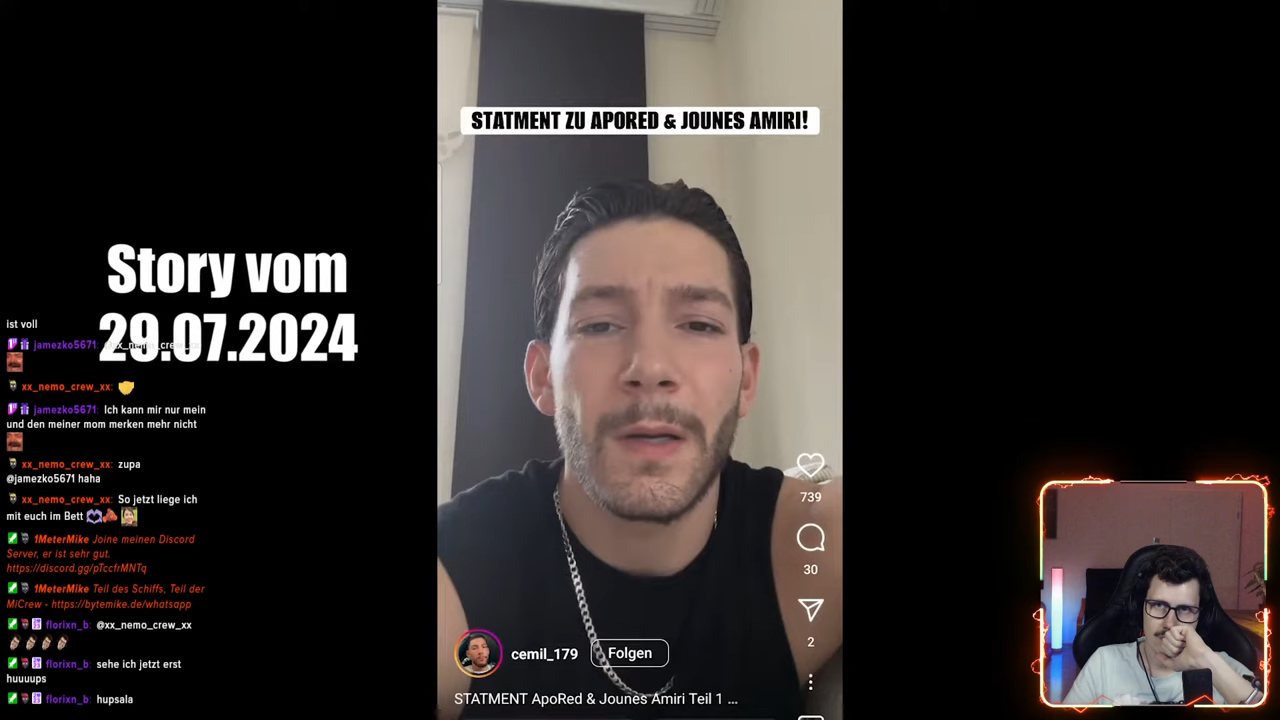 STATMENT ZU APORED & JOUNES AMIRI!
Story vom
29.07.2024
ist voll
jamezko5671:
xx_nemo_crew_xx:
jamezko5671: Ich kann mir nur mein
und den meiner mom merken mehr nicht
xx_nemo_crew_xx: zupa
@jamezko5671 haha
xx_nemo_crew_xx: So jetzt liege ich
mit euch im Bett
1MeterMike Joine meinen Discord
Server, er ist sehr gut.
https://discord.gg/pTccfrMNTq
1MeterMike Teil des Schiffs, Teil der
MiCrew - https://bytemike.de/whatsapp
florixn_b: @xx_nemo_crew_xx
florixn_b: sehe ich jetzt erst
huuuups
florixn_b: hupsala
739
30
2
cemil_179 Folgen
STATMENT ApoRed & Jounes Amiri Teil 1 ...